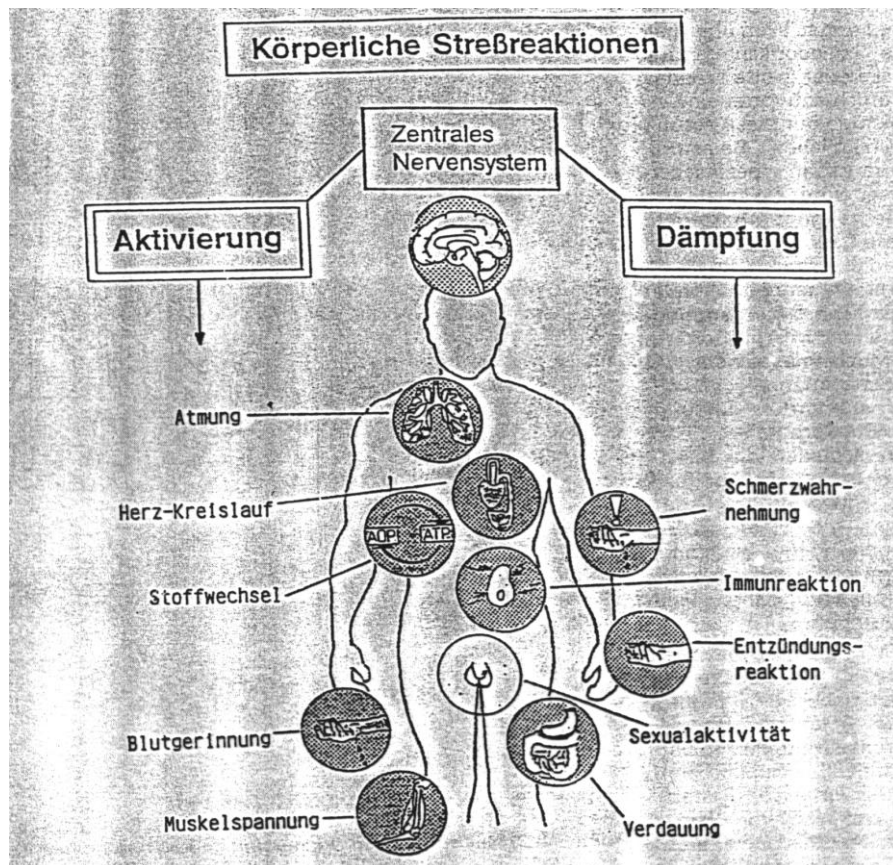 Körperliche Streßreaktionen
Zentrales
Nervensystem
Aktivierung
Dämpfung
Atmung
Herz-Kreislauf
ADP
ATP
Stoffwechsel
Blutgerinnung
Muskelspannung
Schmerzwahr-
nehmung
Immunreaktion
Entzündungs-
reaktion
Sexualaktivität
Verdauung